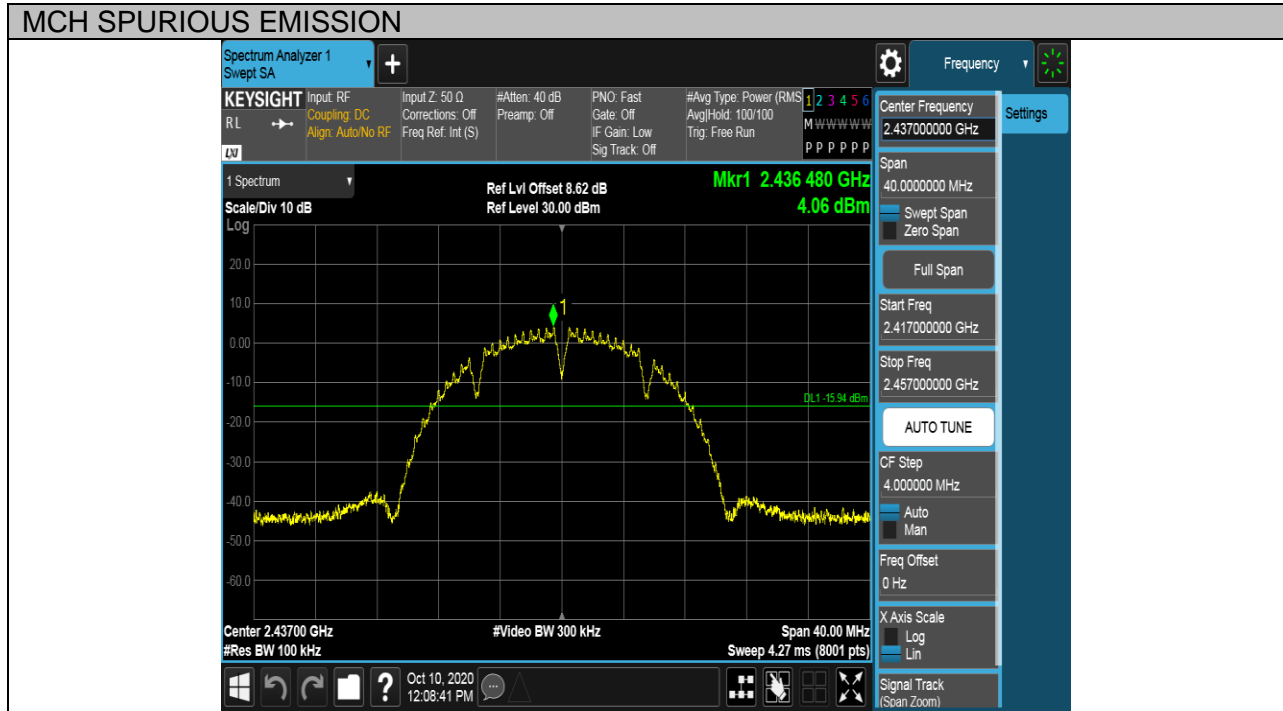 MCH SPURIOUS EMISSION
Spectrum Analyzer 1
Swept SA
+
Frequency
KEYSIGHT
RL
LXI
Input: RF
Coupling: DC
Align: Auto/No RF
Input Z: 50 Ω
Corrections: Off
Freq Ref: Int (S)
#Atten: 40 dB
Preamp: Off
PNO: Fast
Gate: Off
IF Gain: Low
Sig Track: Off
#Avg Type: Power (RMS
Avg|Hold: 100/100
Trig: Free Run
1 2 3 4 5 6
M W W W W W
P P P P P P
1 Spectrum
Scale/Div 10 dB
Ref Lvl Offset 8.62 dB
Ref Level 30.00 dBm
Mkr1 2.436 480 GHz
4.06 dBm
Log
20.0
10.0
0.00
-10.0
-20.0
-30.0
-40.0
-50.0
-60.0
1
DL1 -15.94 dBm
Center 2.43700 GHz
#Res BW 100 kHz
#Video BW 300 kHz
Span 40.00 MHz
Sweep 4.27 ms (8001 pts)
Center Frequency
2.437000000 GHz
Settings
Span
40.0000000 MHz
Swept Span
Zero Span
Full Span
Start Freq
2.417000000 GHz
Stop Freq
2.457000000 GHz
AUTO TUNE
CF Step
4.000000 MHz
Auto
Man
Freq Offset
0 Hz
X Axis Scale
Log
Lin
Signal Track
(Span Zoom)
?
Oct 10, 2020
12:08:41 PM